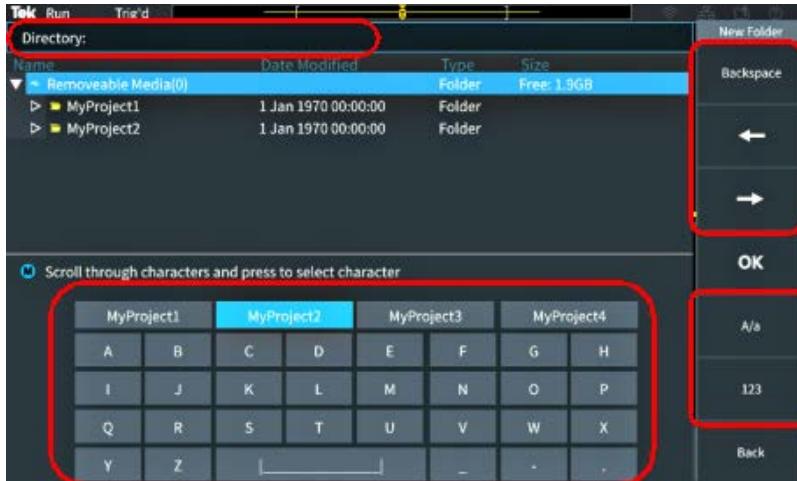 Tek Run Trig'd
New Folder
Directory:
Name Date Modified Type Size
Removeable Media(0) Folder Free: 1.9GB
MyProject1 1 Jan 1970 00:00:00 Folder
MyProject2 1 Jan 1970 00:00:00 Folder
Backspace
OK
M Scroll through characters and press to select character
MyProject1 MyProject2 MyProject3 MyProject4
A B C D E F G H
I J K L M N O P
Q R S T U V W X
Y Z _ - .
A/a
123
Back